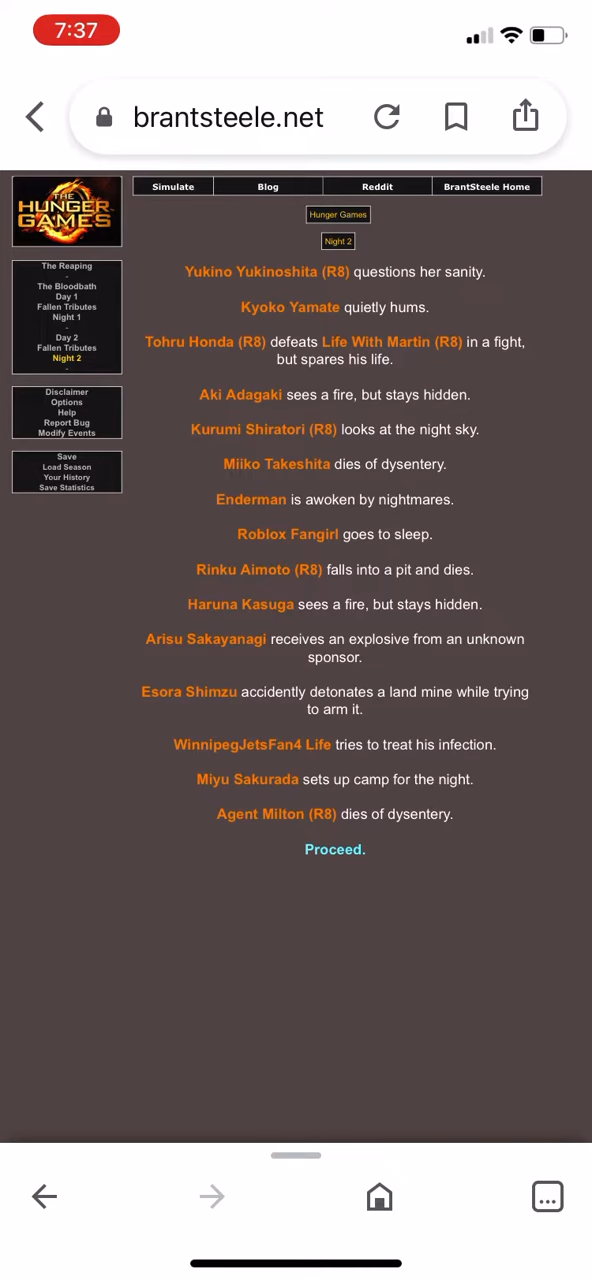 7:37
brantsteele.net
THE
HUNGER
GAMES
Simulate
Blog
Reddit
BrantSteele Home
Hunger Games
Night 2
The Reaping
-
The Bloodbath
Day 1
Fallen Tributes
Night 1
-
Day 2
Fallen Tributes
Night 2
-
Disclaimer
Options
Help
Report Bug
Modify Events
Save
Load Season
Your History
Save Statistics
Yukino Yukinoshita (R8) questions her sanity.
Kyoko Yamate quietly hums.
Tohru Honda (R8) defeats Life With Martin (R8) in a fight,
but spares his life.
Aki Adagaki sees a fire, but stays hidden.
Kurumi Shiratori (R8) looks at the night sky.
Miiko Takeshita dies of dysentery.
Enderman is awoken by nightmares.
Roblox Fangirl goes to sleep.
Rinku Aimoto (R8) falls into a pit and dies.
Haruna Kasuga sees a fire, but stays hidden.
Arisu Sakayanagi receives an explosive from an unknown
sponsor.
Esora Shimzu accidently detonates a land mine while trying
to arm it.
WinnipegJetsFan4 Life tries to treat his infection.
Miyu Sakurada sets up camp for the night.
Agent Milton (R8) dies of dysentery.
Proceed.